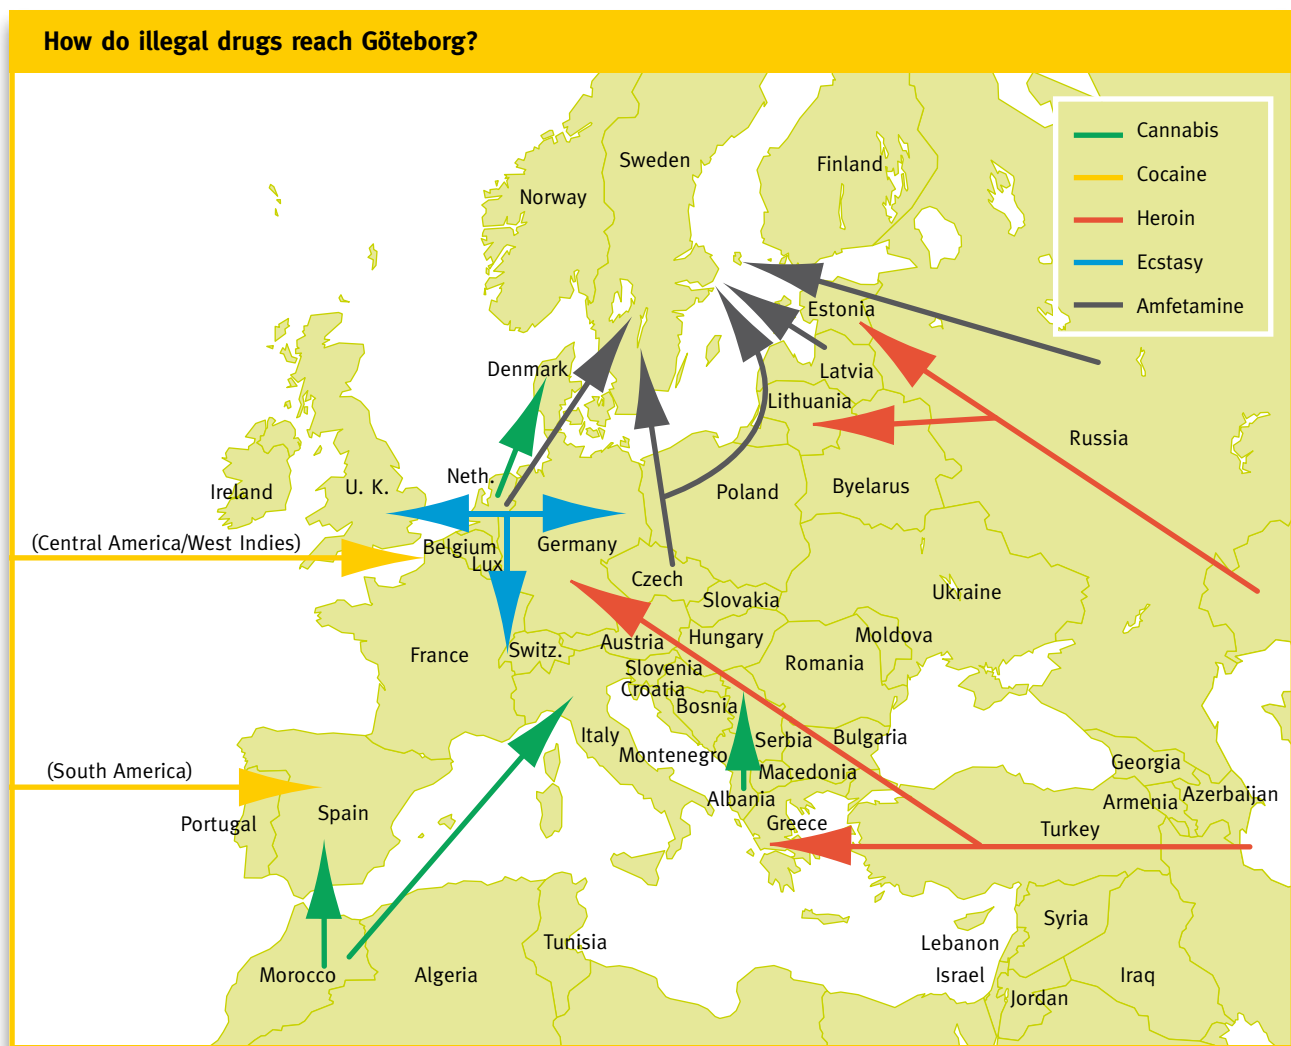 How do illegal drugs reach Göteborg?
Cannabis
Cocaine
Heroin
Ecstasy
Amfetamine
Sweden
Finland
Norway
Estonia
Denmark
Latvia
Lithuania
Russia
Neth.
Ireland
U. K.
Poland
Byelarus
(Central America/West Indies)
Belgium
Germany
Lux
Czech
Slovakia
Ukraine
Switz.
Austria
Hungary
Moldova
France
Slovenia
Romania
Croatia
Bosnia
Italy
Serbia
Bulgaria
Montenegro
(South America)
Macedonia
Georgia
Albania
Armenia
Azerbaijan
Portugal
Spain
Greece
Turkey
Syria
Tunisia
Lebanon
Morocco
Algeria
Israel
Iraq
Jordan